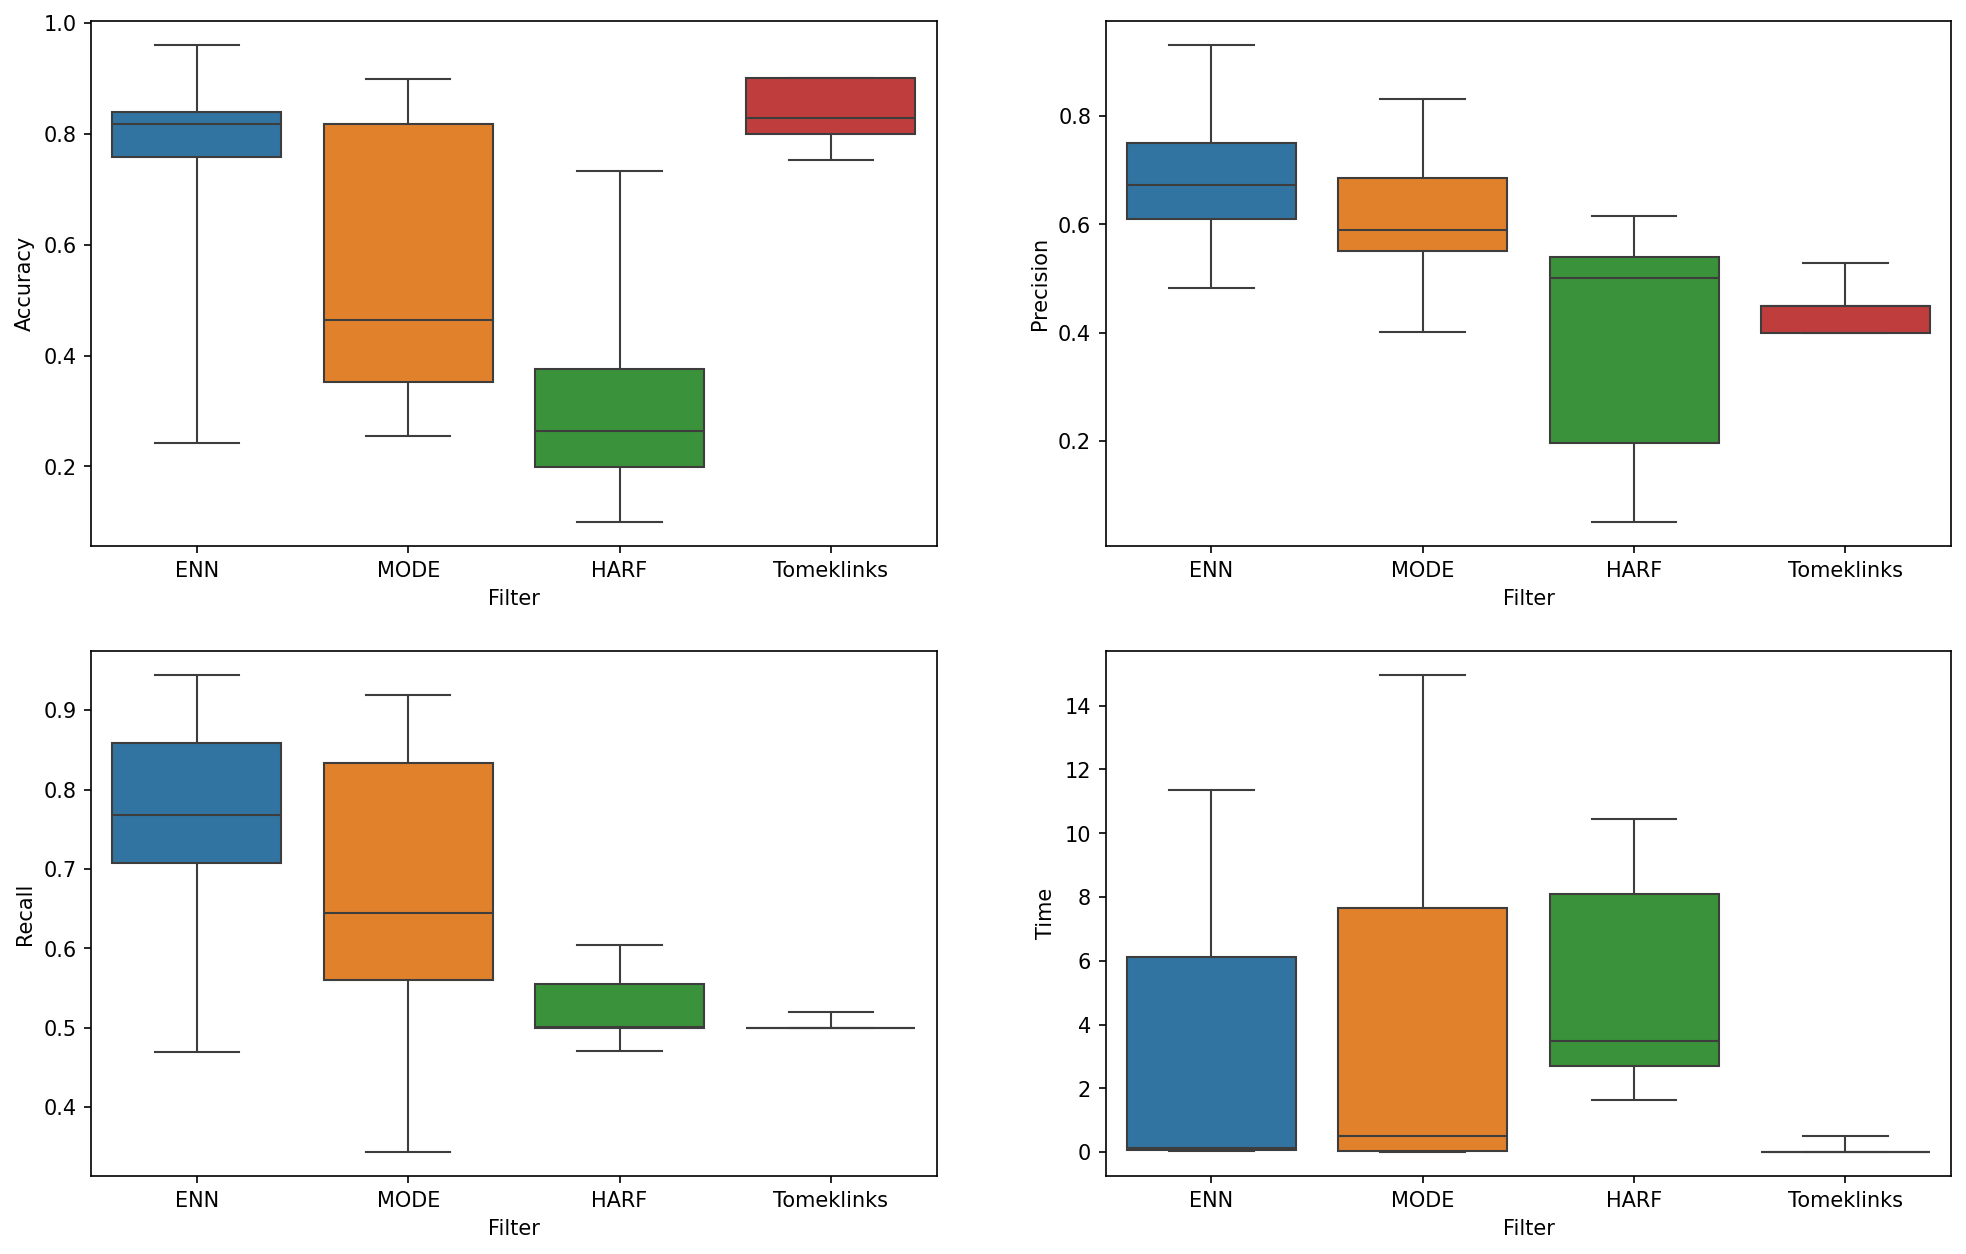 1.0
0.8
0.6
0.4
0.2
Accuracy
ENN MODE HARF Tomeklinks
Filter
0.8
0.6
0.4
0.2
Precision
ENN MODE HARF Tomeklinks
Filter
0.9
0.8
0.7
0.6
0.5
0.4
Recall
ENN MODE HARF Tomeklinks
Filter
14
12
10
8
6
4
2
0
Time
ENN MODE HARF Tomeklinks
Filter